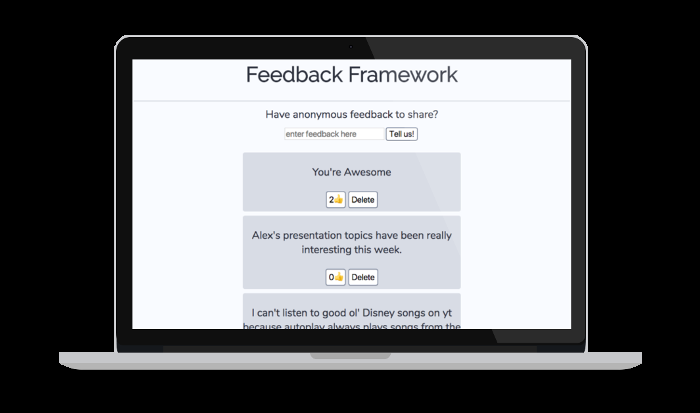 Feedback Framework
Have anonymous feedback to share?
enter feedback here Tell us!
You're Awesome
2👍 Delete
Alex's presentation topics have been really
interesting this week.
0👍 Delete
I can't listen to good ol' Disney songs on yt
because autoplay always plays songs from the